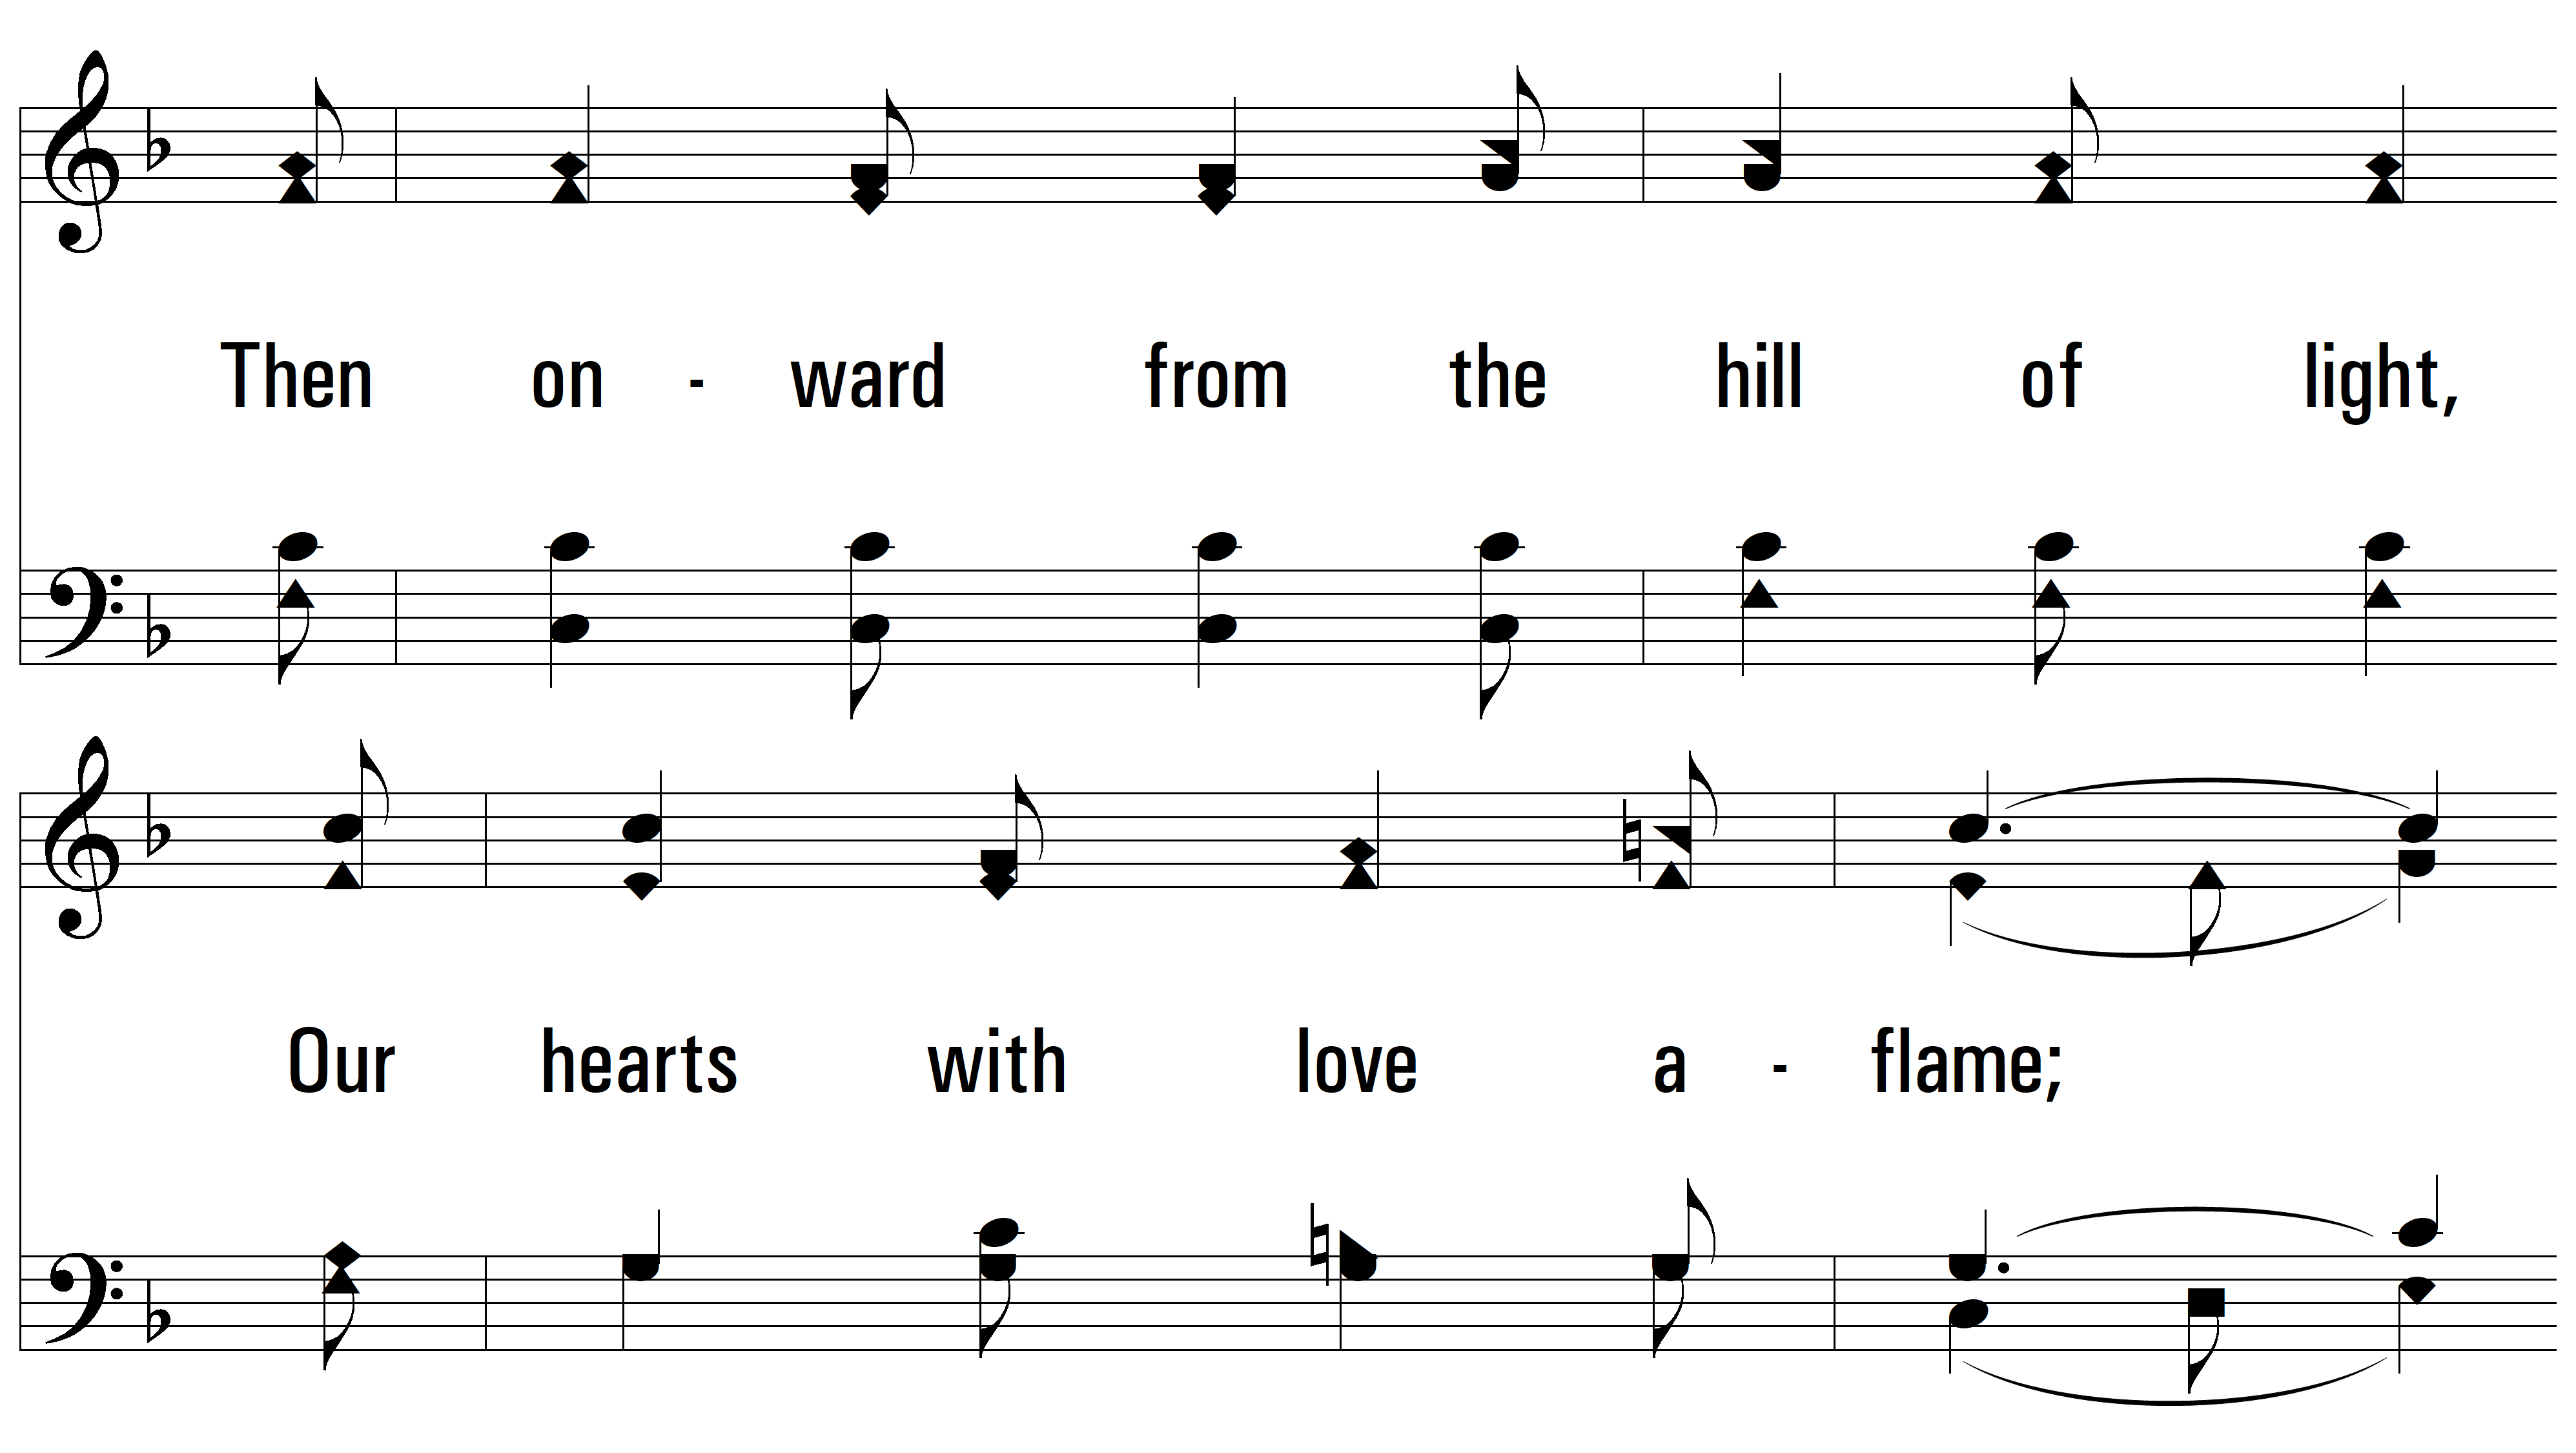 Then on - ward from the hill of light,
Our hearts with love a - flame;